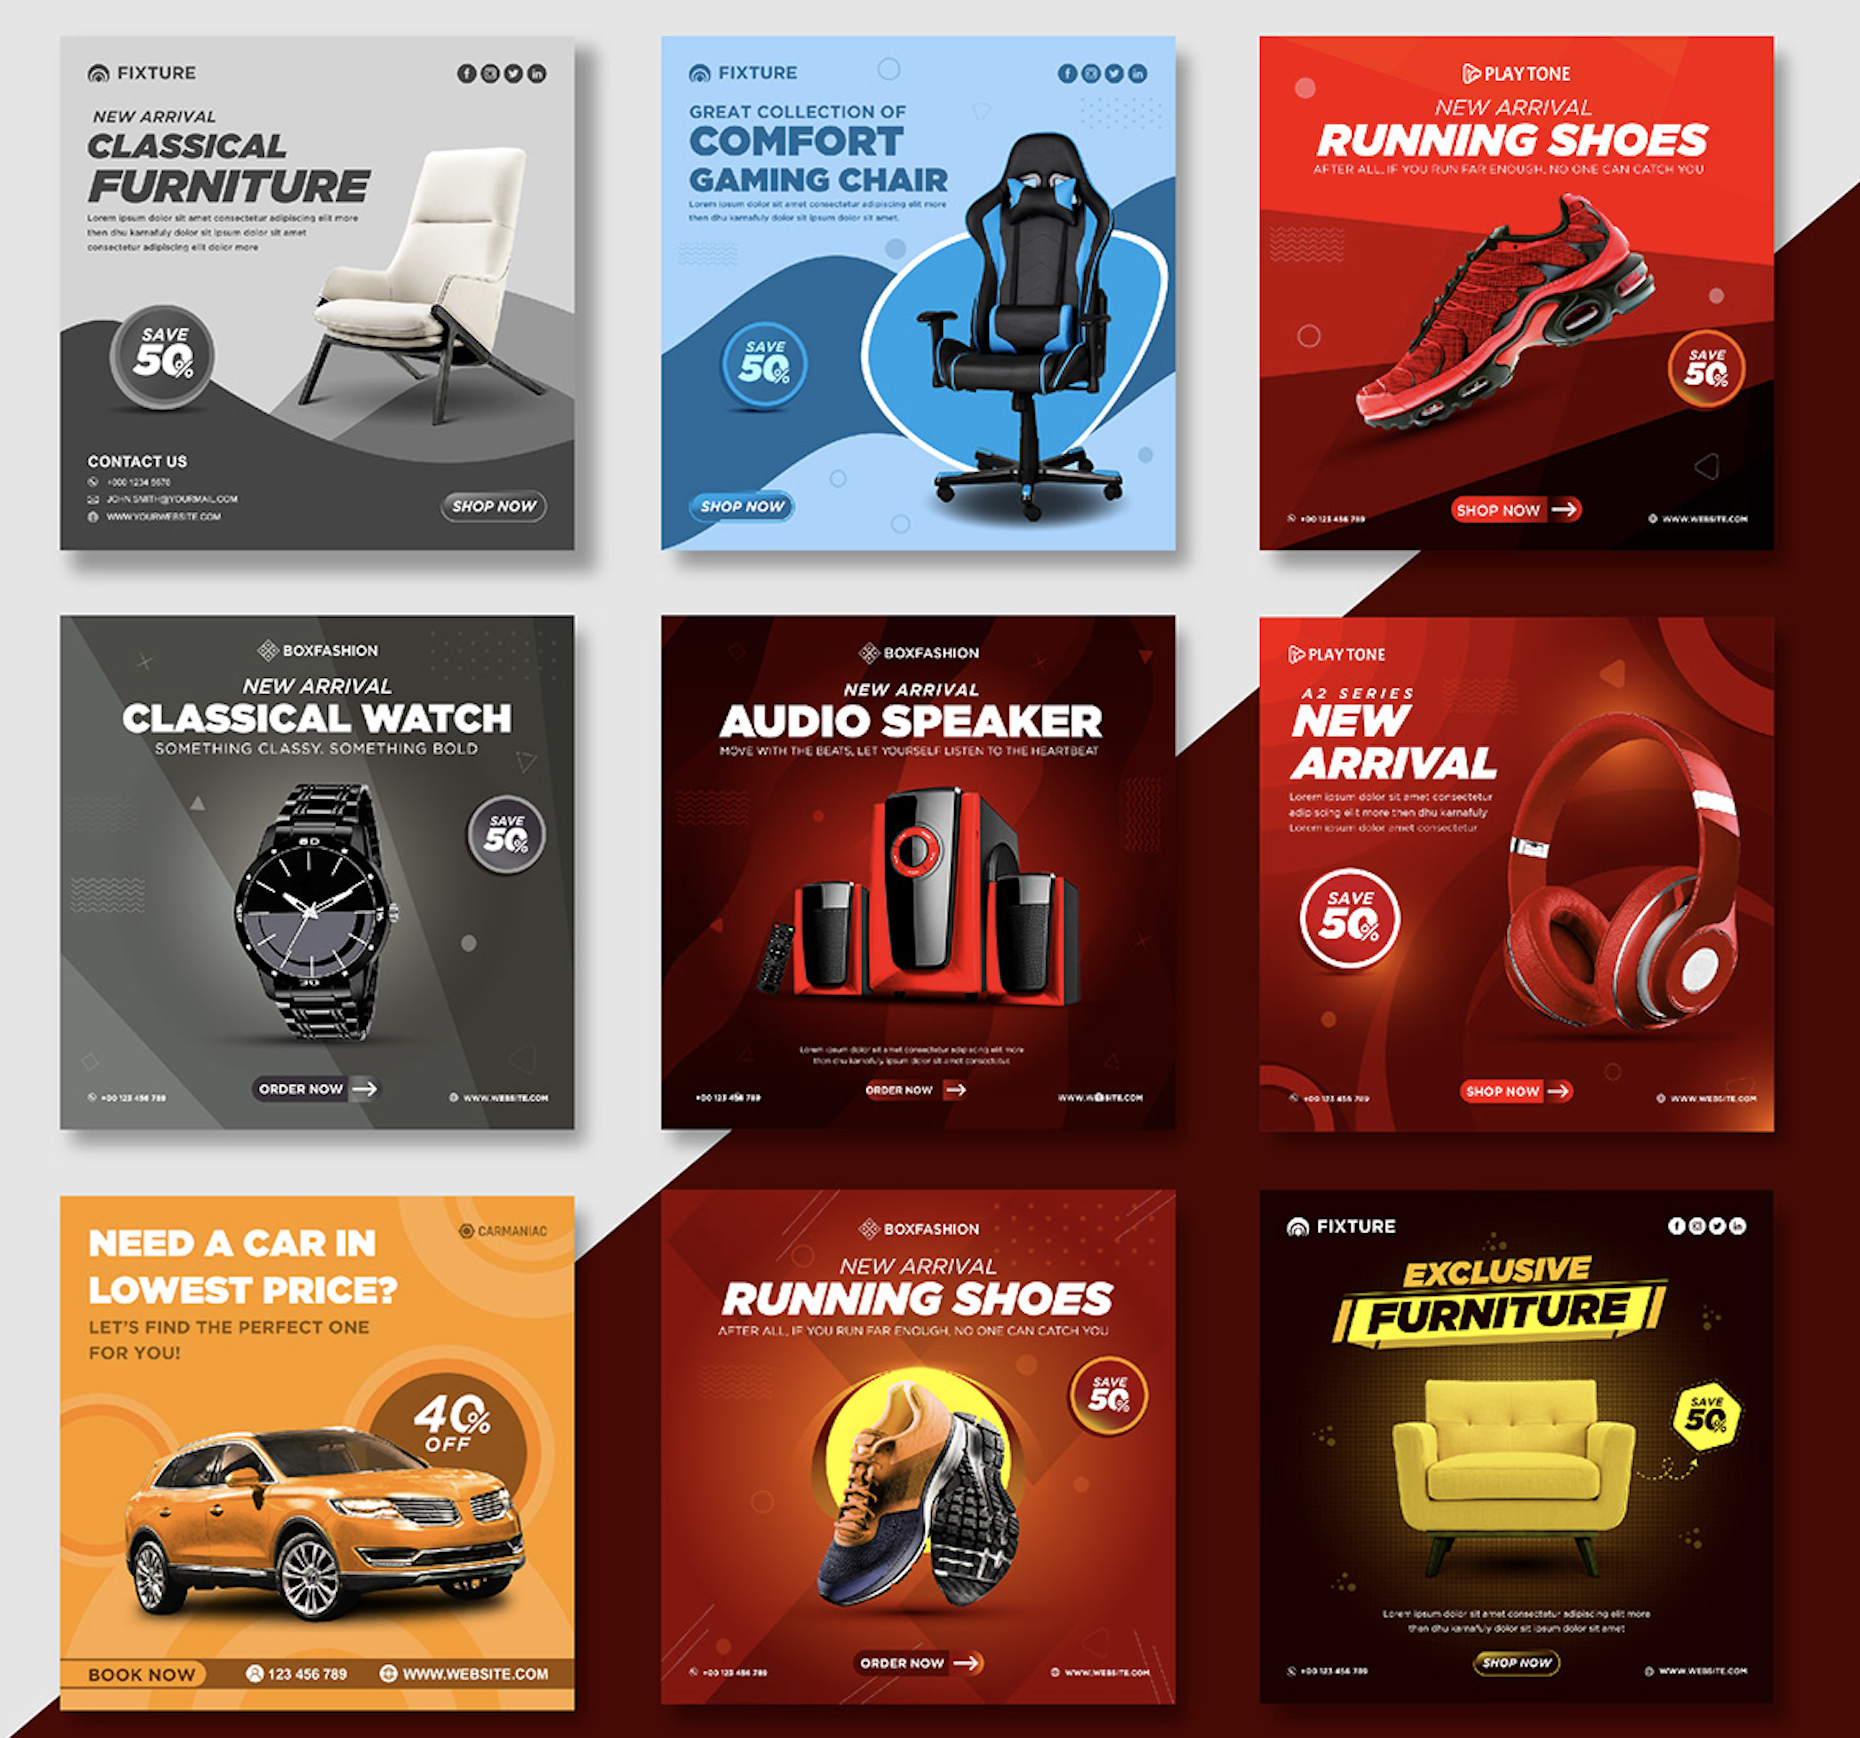 FIXTURE
NEW ARRIVAL
CLASSICAL
FURNITURE
Lorem ipsum dolor sit amet consectetur adipiscing elit more
then dhu kamafuly dolor sit ipsum dolor sit amet
consectetur adipiscing elit dolor more
SAVE
50%
CONTACT US
+000 1234 5678
JOHN.SMITH@YOURMAIL.COM
WWW.YOURWEBSITE.COM
SHOP NOW
FIXTURE
GREAT COLLECTION OF
COMFORT
GAMING CHAIR
Lorem ipsum dolor sit amet consectetur adipiscing elit more
then dhu kamafuly dolor sit ipsum dolor sit amet.
SAVE
50%
SHOP NOW
PLAYTONE
NEW ARRIVAL
RUNNING SHOES
AFTER ALL, IF YOU RUN FAR ENOUGH, NO ONE CAN CATCH YOU
SAVE
50%
+00 123 456 789
SHOP NOW
WWW.WEBSITE.COM
BOXFASHION
NEW ARRIVAL
CLASSICAL WATCH
SOMETHING CLASSY, SOMETHING BOLD
60
30
SAVE
50%
+00 123 456 789
ORDER NOW
WWW.WEBSITE.COM
BOXFASHION
NEW ARRIVAL
AUDIO SPEAKER
MOVE WITH THE BEATS, LET YOURSELF LISTEN TO THE HEARTBEAT
Lorem ipsum dolor sit amet consectetur adipiscing elit more
then dhu kamafuly ipsum dolor sit amet consectetur
+00 123 456 789
ORDER NOW
WWW.WEBSITE.COM
PLAYTONE
A2 SERIES
NEW
ARRIVAL
Lorem ipsum dolor sit amet consectetur
adipiscing elit more then dhu kamafuly
Lorem ipsum dolor sit amet consectetur
SAVE
50%
+00 123 456 789
SHOP NOW
WWW.WEBSITE.COM
NEED A CAR IN
LOWEST PRICE?
CARMANIAC
LET'S FIND THE PERFECT ONE
FOR YOU!
40%
OFF
BOOK NOW
123 456 789
WWW.WEBSITE.COM
BOXFASHION
NEW ARRIVAL
RUNNING SHOES
AFTER ALL, IF YOU RUN FAR ENOUGH, NO ONE CAN CATCH YOU
SAVE
50%
+00 123 456 789
ORDER NOW
WWW.WEBSITE.COM
FIXTURE
EXCLUSIVE
FURNITURE
SAVE
50%
Lorem ipsum dolor sit amet consectetur adipiscing elit more
then dhu kamafuly dolor sit ipsum dolor sit amet
+00 123 456 789
SHOP NOW
WWW.WEBSITE.COM